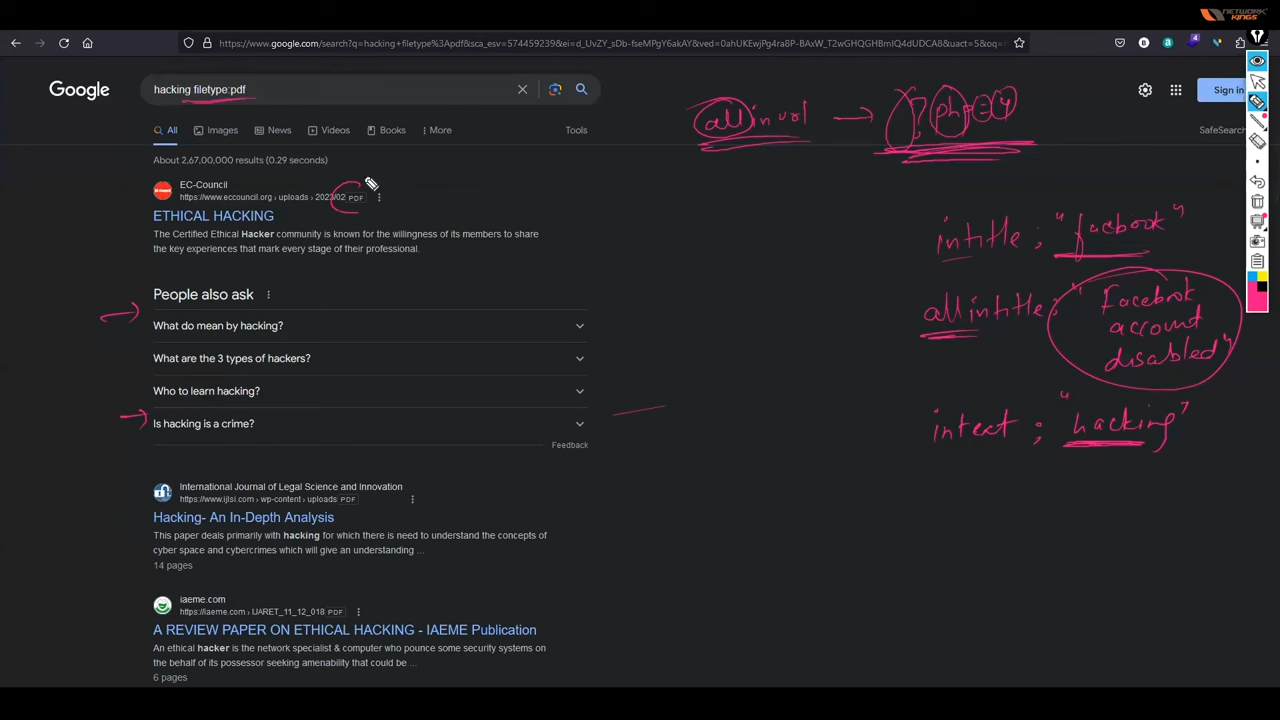 NETWORK
KINGS
https://www.google.com/search?q=hacking+filetype%3Apdf&sca_esv=574459239&ei=d_UvZY_sDb-fseMPgY6akAY&ved=0ahUKEwjPg4ra8P-BAxW_T2wGHQGHBmIQ4dUDCA8&uact=5&oq=h
Google
hacking filetype:pdf
Sign in
All
Images
News
Videos
Books
More
Tools
SafeSearch
About 2,67,00,000 results (0.29 seconds)
EC-Council
https://www.eccouncil.org › uploads › 2023/02 PDF
ETHICAL HACKING
The Certified Ethical Hacker community is known for the willingness of its members to share
the key experiences that mark every stage of their professional.
People also ask
What do mean by hacking?
What are the 3 types of hackers?
Who to learn hacking?
Is hacking is a crime?
Feedback
International Journal of Legal Science and Innovation
https://www.ijlsi.com › wp-content › uploads PDF
Hacking- An In-Depth Analysis
This paper deals primarily with hacking for which there is need to understand the concepts of
cyber space and cybercrimes which will give an understanding ...
14 pages
iaeme.com
https://iaeme.com › IJARET_11_12_018 PDF
A REVIEW PAPER ON ETHICAL HACKING - IAEME Publication
An ethical hacker is the network specialist & computer who pounce some security systems on
the behalf of its possessor seeking amenability that could be ...
6 pages
allinurl →
intitle : "facebook"
allintitle : "facebook
account
disabled"
intext : "hacking"